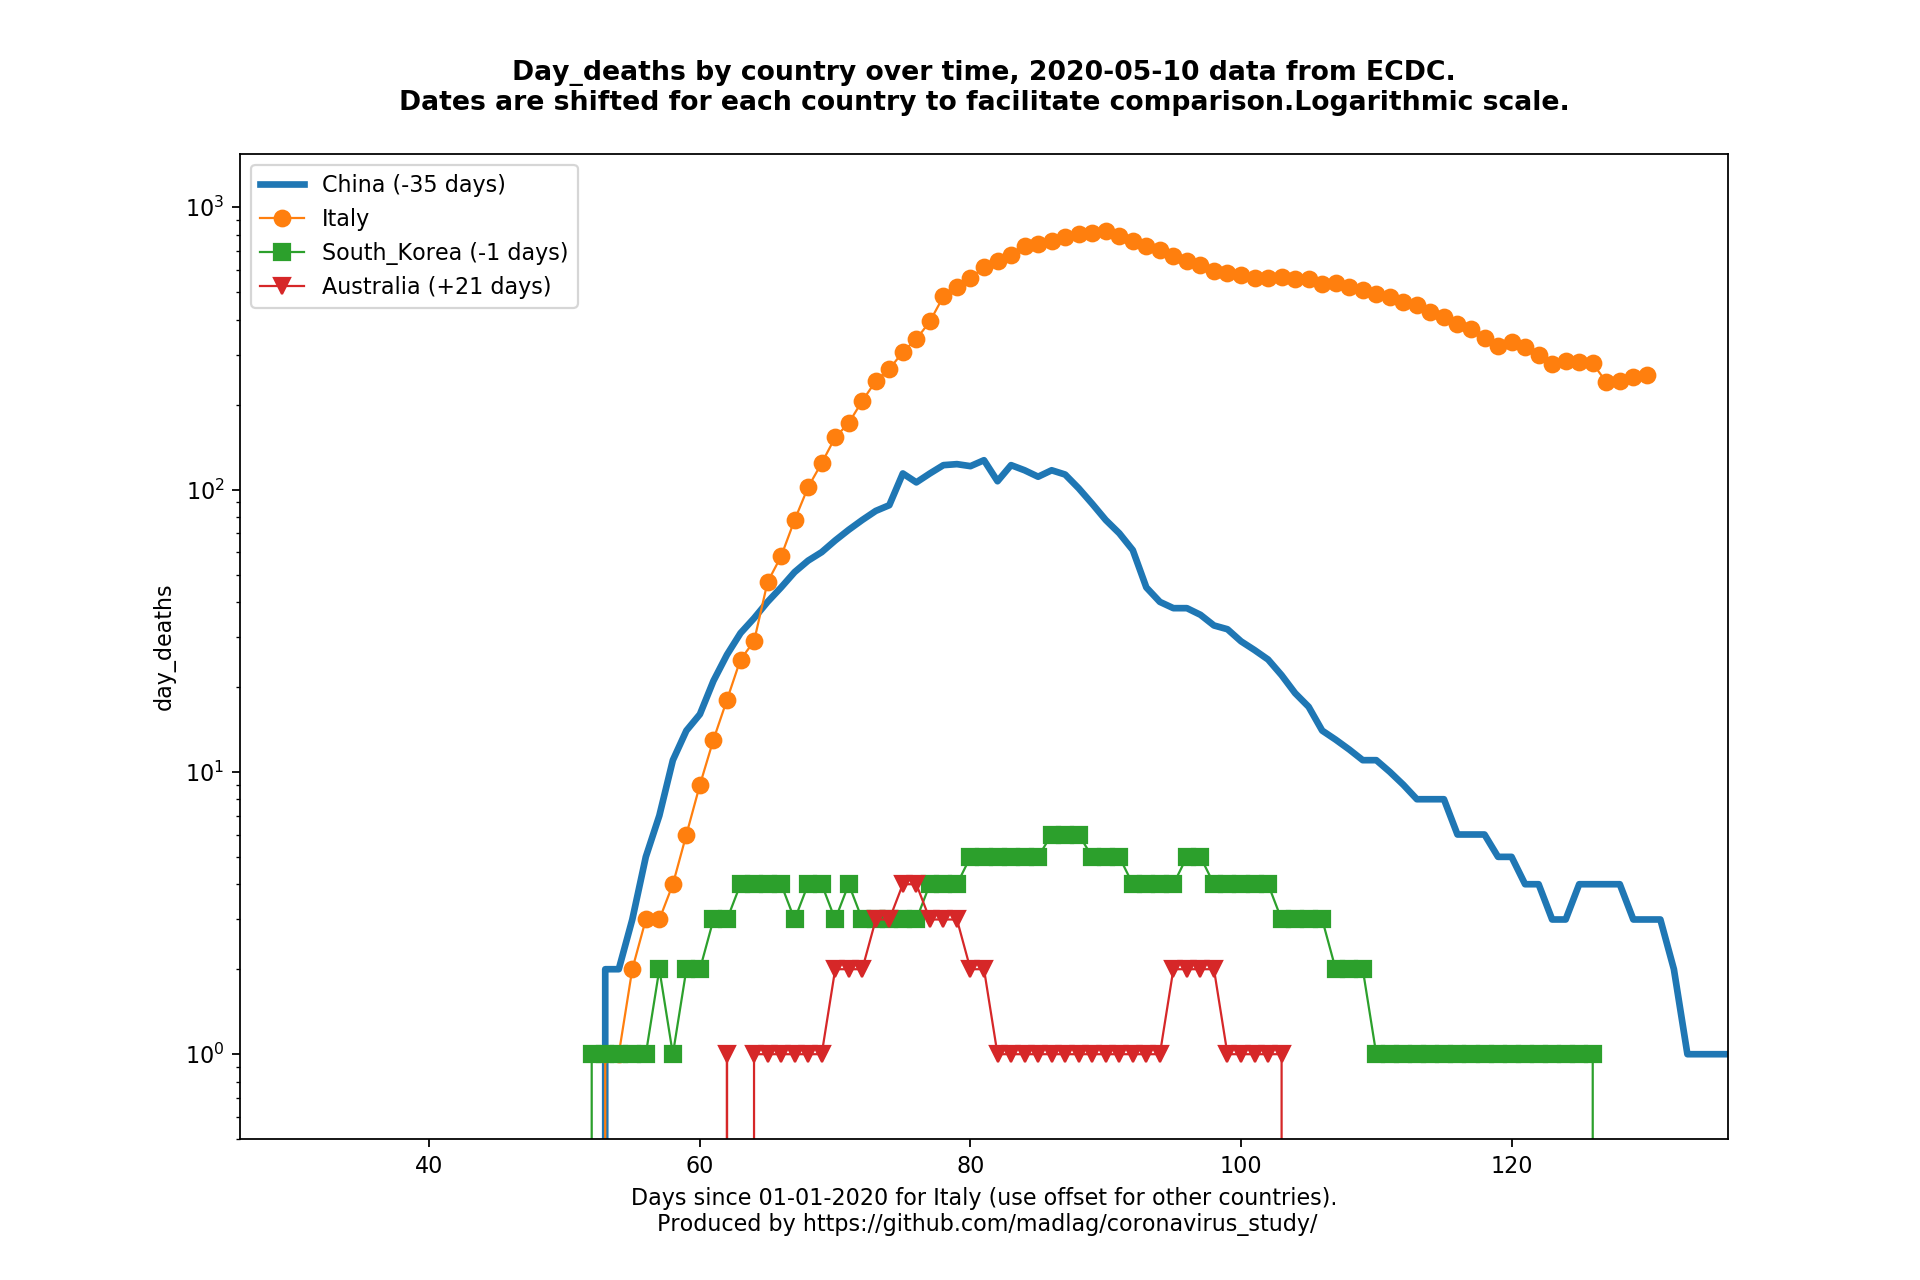 Day_deaths by country over time, 2020-05-10 data from ECDC.
Dates are shifted for each country to facilitate comparison.Logarithmic scale.
China (-35 days)
Italy
South_Korea (-1 days)
Australia (+21 days)
10³
10²
10¹
10⁰
day_deaths
40 60 80 100 120
Days since 01-01-2020 for Italy (use offset for other countries).
Produced by https://github.com/madlag/coronavirus_study/